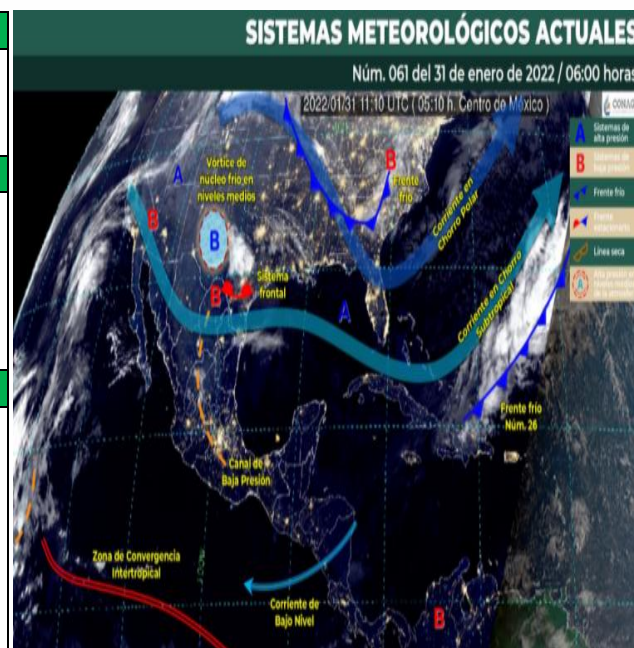 SISTEMAS METEOROLÓGICOS ACTUALES
Núm. 061 del 31 de enero de 2022 / 06:00 horas
2022/01/31 11:10 UTC ( 05:10 h. Centro de México )
CONAG
A
Sistemas de
alta presión
B
Sistemas de
baja presión
Frente frío
Frente
estacionario
Línea seca
A
Vórtice de
núcleo frío en
niveles medios
A
B
B
B
Frente
frío
Corriente en
Chorro Polar
Sistema
frontal
B
A
Corriente en Chorro
Subtropical
Frente frío
Núm. 26
Canal de
Baja Presión
Zona de Convergencia
Intertropical
Corriente de
Bajo Nivel
B